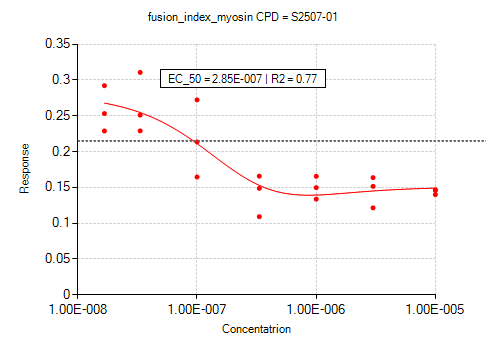 fusion_index_myosin CPD = S2507-01
EC_50 = 2.85E-007 | R2 = 0.77
Response
0.35
0.3
0.25
0.2
0.15
0.1
0.05
0
1.00E-008 1.00E-007 1.00E-006 1.00E-005
Concentatrion